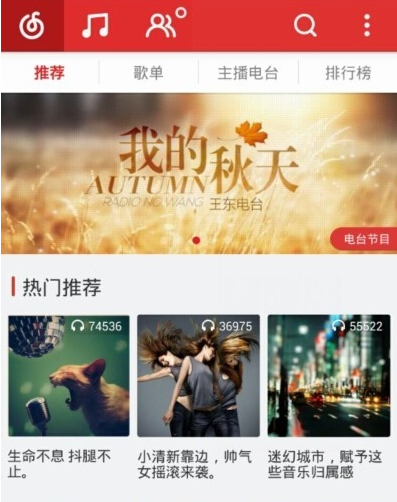 推荐
歌单
主播电台
排行榜
我的秋天
AUTUMN
RADIO NO.WANG
王东电台
电台节目
热门推荐
74536
36975
55522
生命不息 抖腿不止。
小清新靠边，帅气女摇滚来袭。
迷幻城市，赋予这些音乐归属感